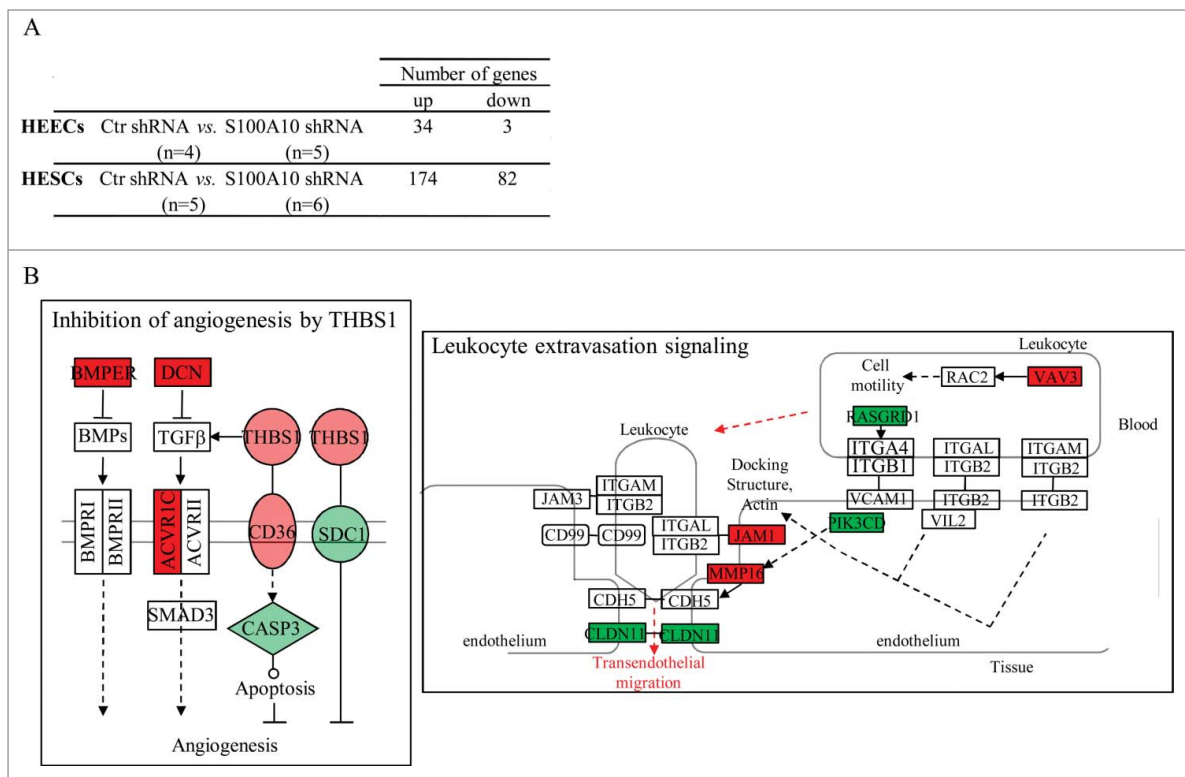 A
Number of genes
up down
HEECs Ctr shRNA vs. S100A10 shRNA 34 3
(n=4) (n=5)
HESCs Ctr shRNA vs. S100A10 shRNA 174 82
(n=5) (n=6)
B
Inhibition of angiogenesis by THBS1
BMPER DCN
BMPs TGFβ THBS1 THBS1
BMPRI BMPRII ACVR1C ACVRII CD36 SDC1
SMAD3 CASP3
Apoptosis
Angiogenesis
Leukocyte extravasation signaling
Leukocyte
Cell
motility
RAC2 VAV3
RASGRD1
Blood
Leukocyte
ITGA4 ITGAL ITGAM
ITGB1 ITGB2 ITGB2
Docking
Structure,
Actin
VCAM1 ITGB2 ITGB2
PIK3CD VIL2
JAM3 ITGAM
ITGB2
CD99 CD99 ITGAL JAM1
ITGB2
MMP16
CDH5 CDH5
endothelium CLDN11 CLDN11 endothelium
Transendothelial
migration
Tissue